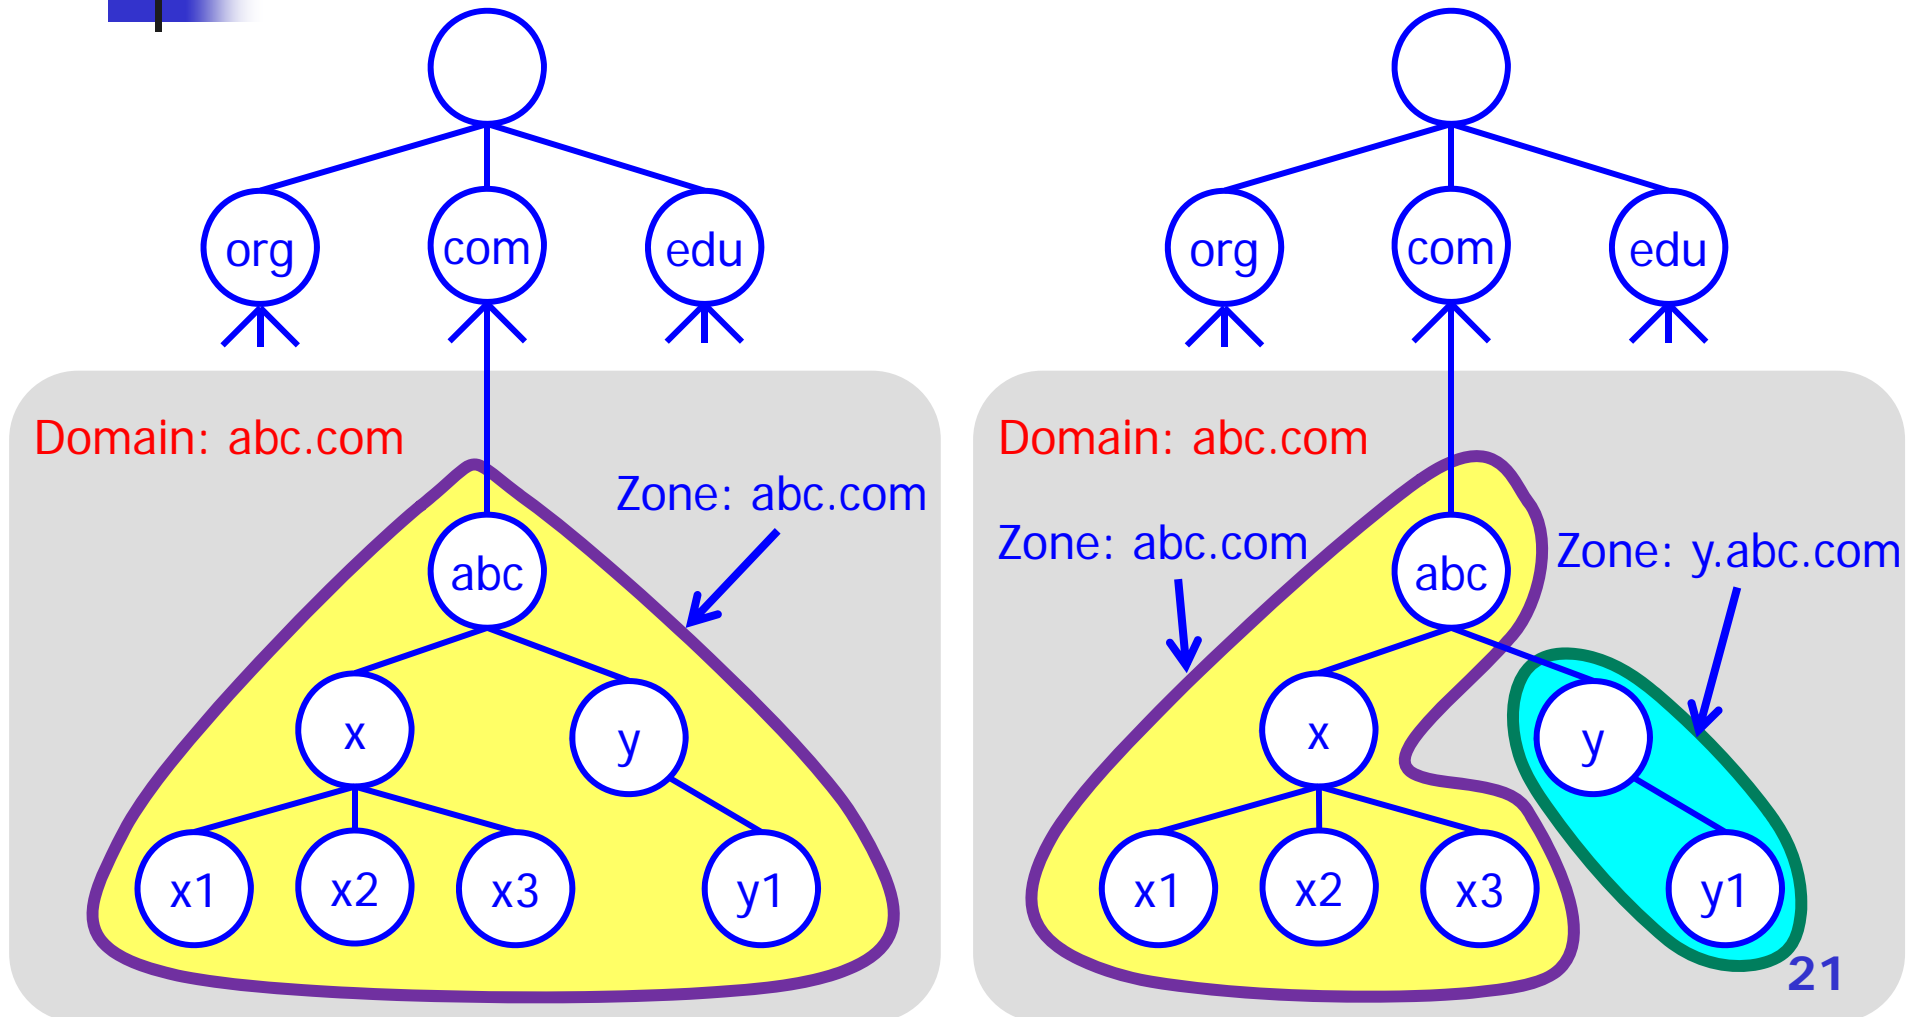 org
com
edu
Domain: abc.com
Zone: abc.com
abc
x
y
x1
x2
x3
y1
org
com
edu
Domain: abc.com
Zone: abc.com
Zone: y.abc.com
abc
x
y
x1
x2
x3
y1
21